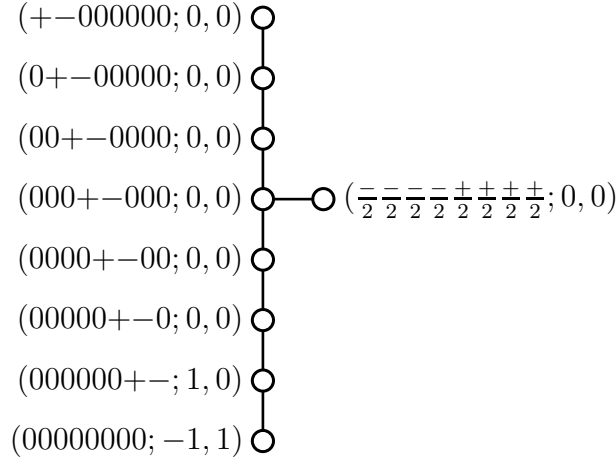 (+−000000; 0, 0)
(0+−00000; 0, 0)
(00+−0000; 0, 0)
(000+−000; 0, 0)
(−/2 −/2 −/2 −/2 +/2 +/2 +/2 +/2; 0, 0)
(0000+−00; 0, 0)
(00000+−0; 0, 0)
(000000+−; 1, 0)
(00000000; −1, 1)